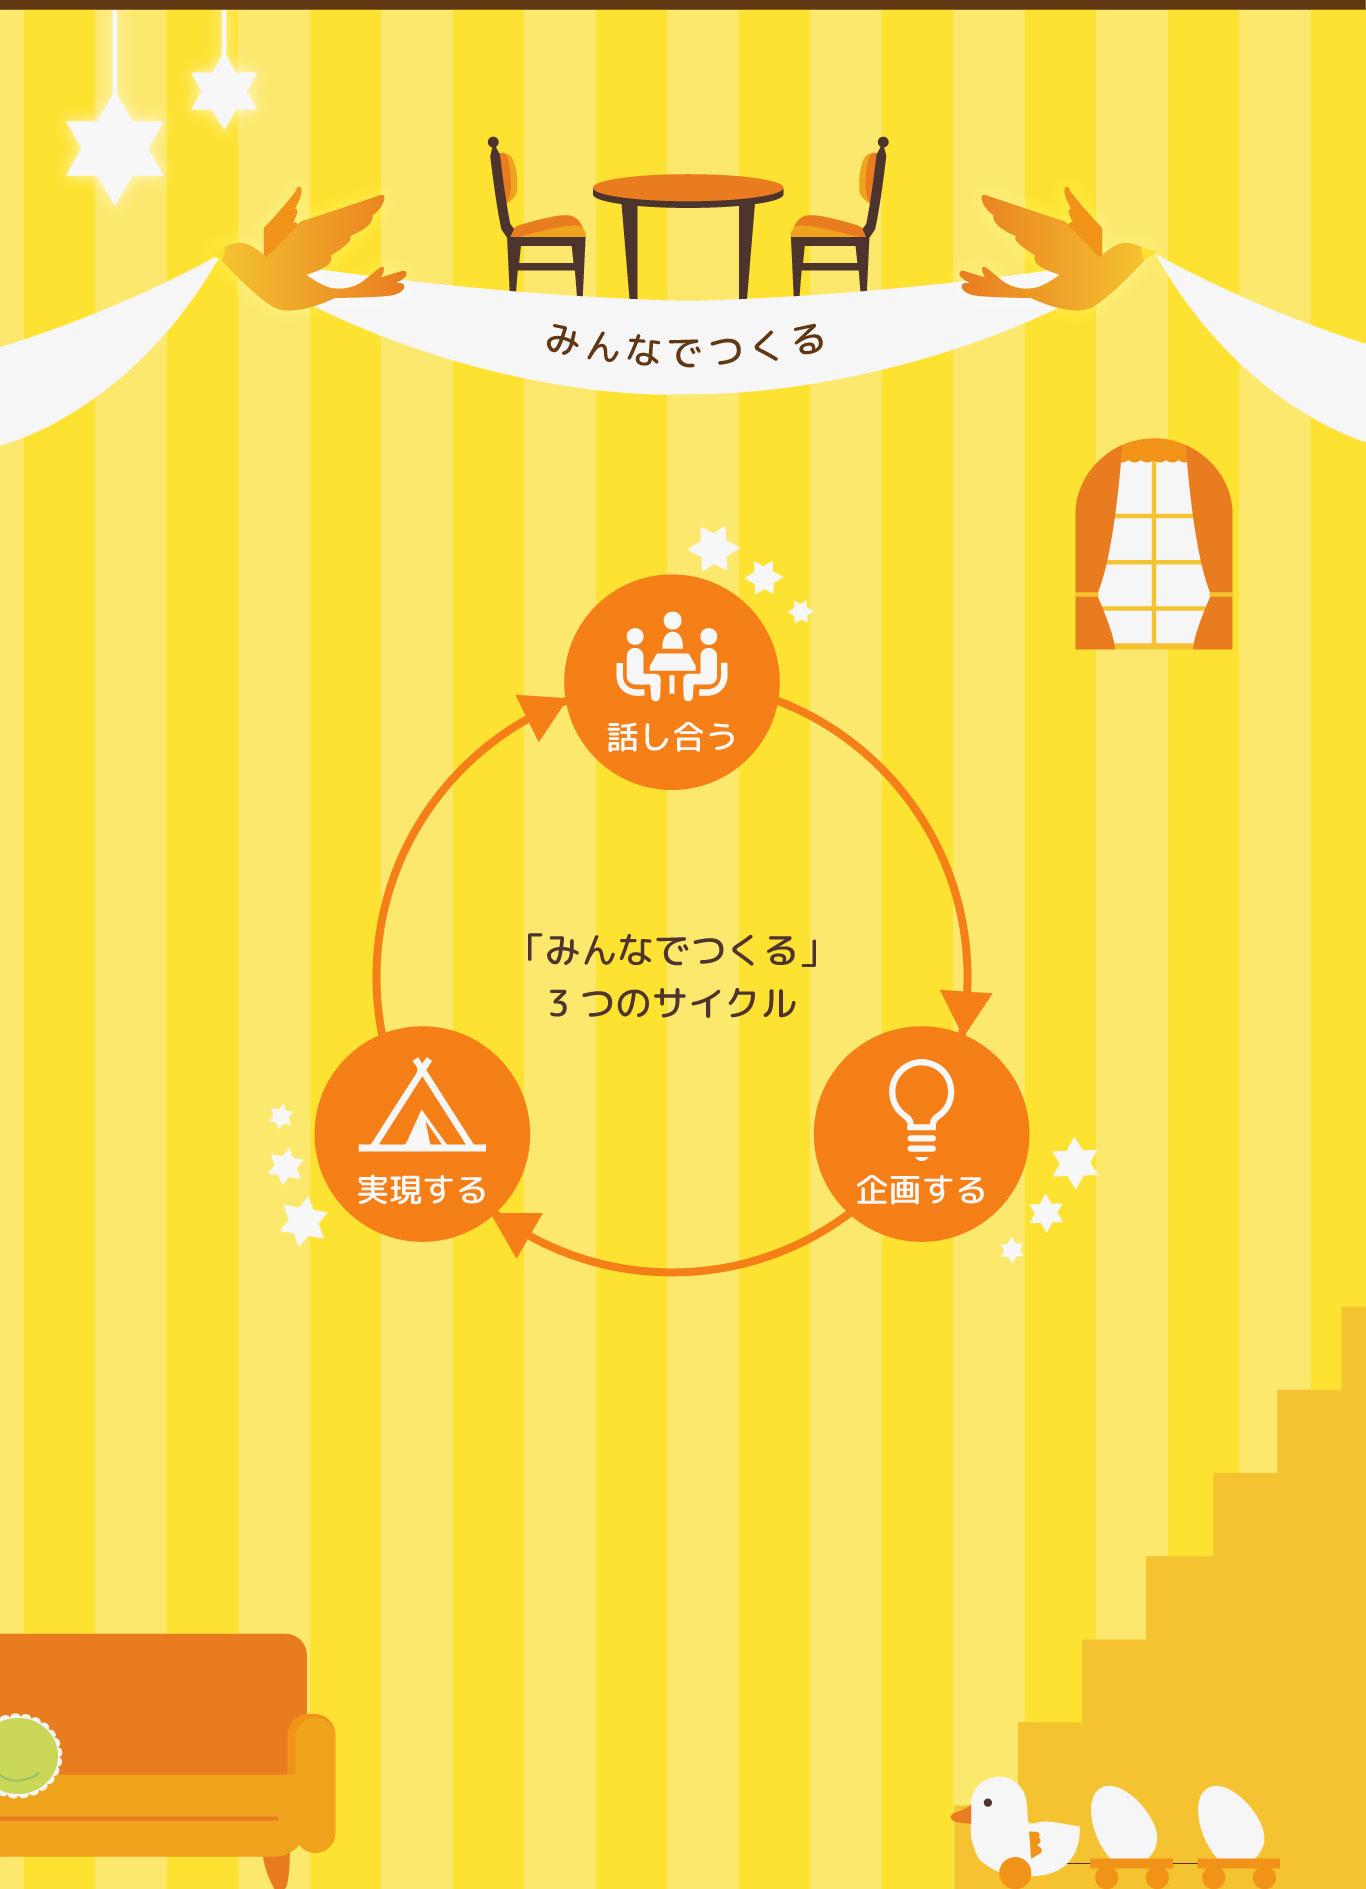 みんなでつくる
話し合う
「みんなでつくる」
3 つのサイクル
実現する
企画する